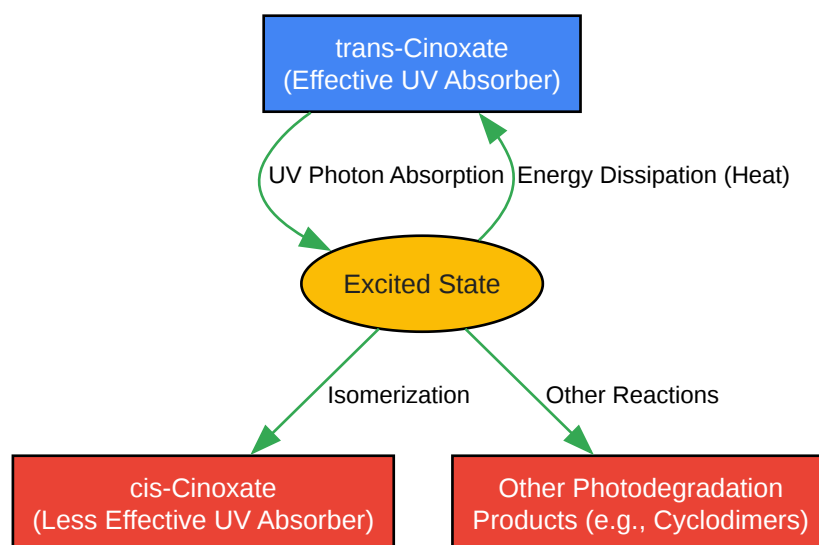 trans-Cinoxate
(Effective UV Absorber)
UV Photon Absorption
Energy Dissipation (Heat)
Excited State
Isomerization
Other Reactions
cis-Cinoxate
(Less Effective UV Absorber)
Other Photodegradation
Products (e.g., Cyclodimers)